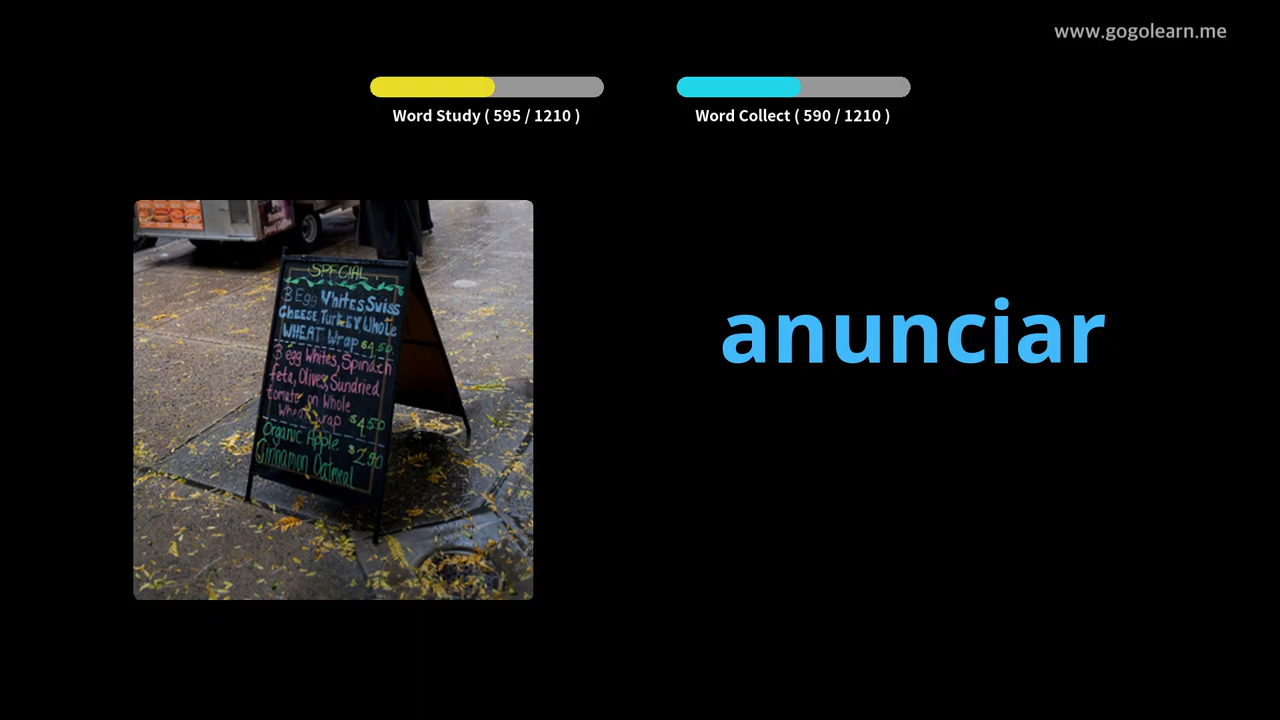 www.gogolearn.me
Word Study ( 595 / 1210 )
Word Collect ( 590 / 1210 )
SPECIAL
3 Egg Whites, Swiss
Cheese, Turkey Whole
WHEAT Wrap $4.50
3 egg Whites, Spinach
feta, Olives, Sundried
tomato on Whole
Wheat Wrap $4.50
Organic Apple
Cinnamon Oatmeal $2.50
anunciar